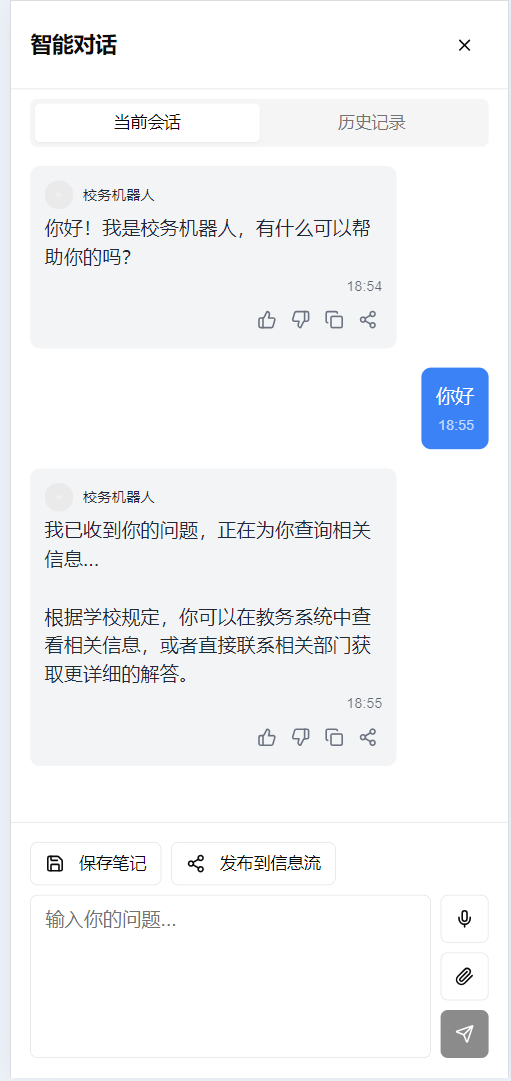 智能对话
当前会话
历史记录
校务机器人
你好！我是校务机器人，有什么可以帮
助你的吗？
18:54
你好
18:55
校务机器人
我已收到你的问题，正在为你查询相关
信息...
根据学校规定，你可以在教务系统中查
看相关信息，或者直接联系相关部门获
取更详细的解答。
18:55
保存笔记
发布到信息流
输入你的问题...